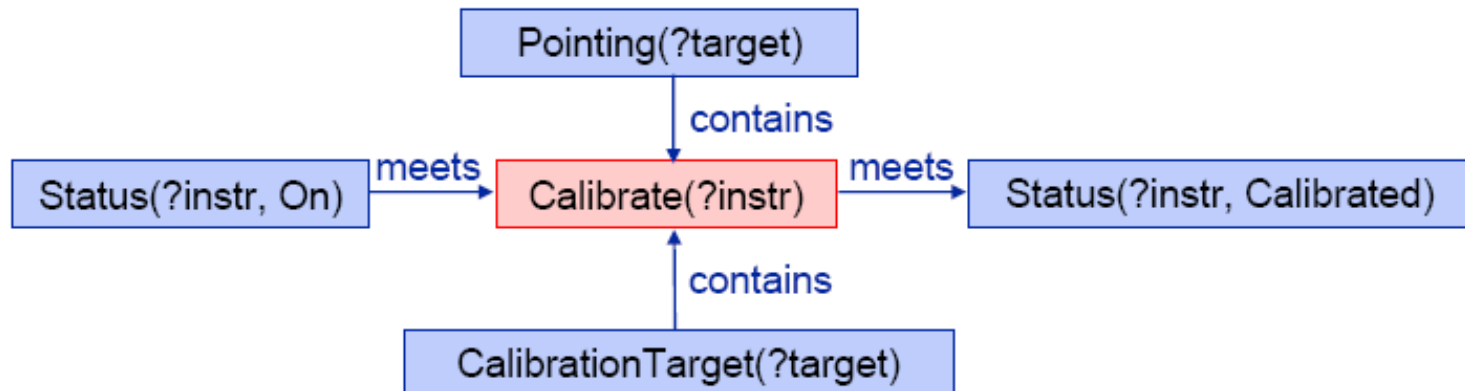 Pointing(?target)
contains
Status(?instr, On)
meets
Calibrate(?instr)
meets
Status(?instr, Calibrated)
contains
CalibrationTarget(?target)